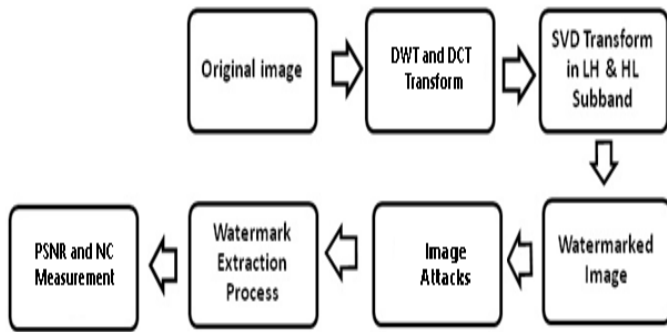 Original image
DWT and DCT
Transform
SVD Transform
in LH & HL
Subband
Watermarked
Image
Image
Attacks
Watermark
Extraction
Process
PSNR and NC
Measurement